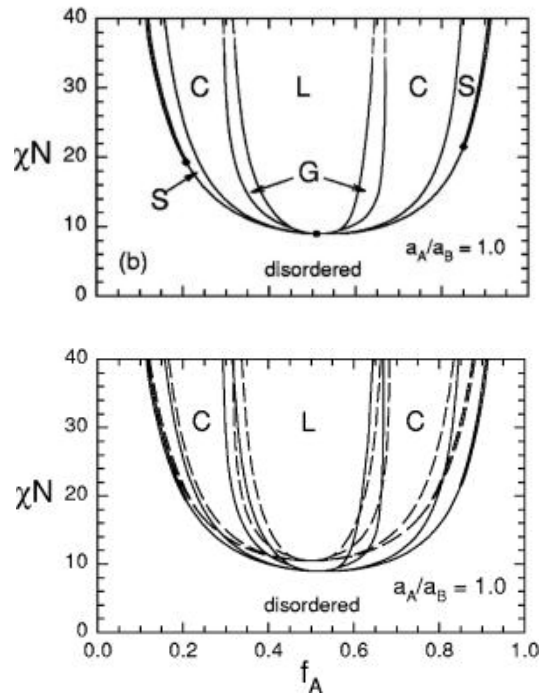 40
30
20
10
0
χN
C
L
C
S
S
G
(b)
a_A/a_B = 1.0
disordered
40
30
20
10
0
χN
C
L
C
a_A/a_B = 1.0
disordered
0.0 0.2 0.4 0.6 0.8 1.0
f_A